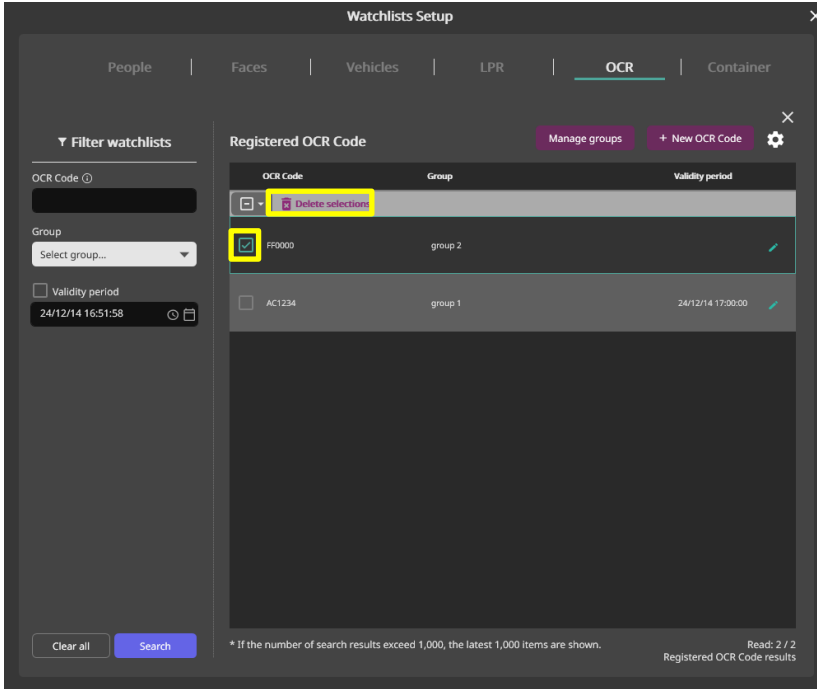 Watchlists Setup
People
Faces
Vehicles
LPR
OCR
Container
Filter watchlists
OCR Code
Group
Select group...
Validity period
24/12/14 16:51:58
Clear all
Search
Registered OCR Code
Manage groups
+ New OCR Code
OCR Code Group Validity period
Delete selections
FF0000 group 2
AC1234 group 1 24/12/14 17:00:00
* If the number of search results exceed 1,000, the latest 1,000 items are shown.
Read: 2 / 2
Registered OCR Code results